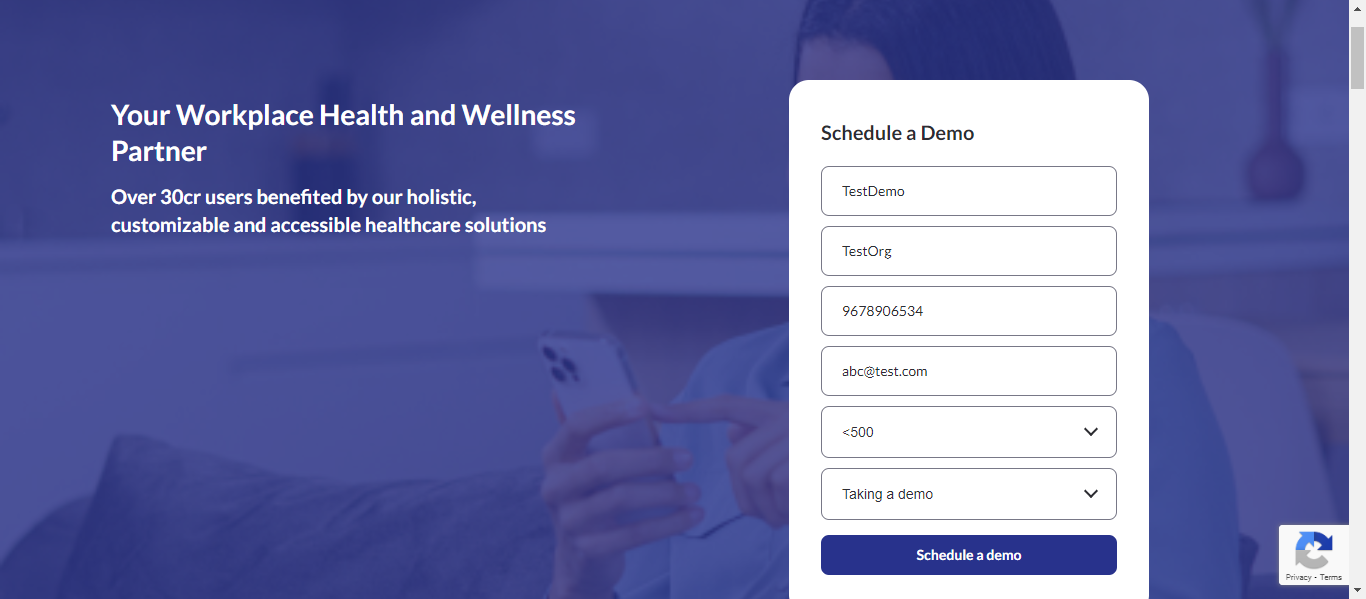 Your Workplace Health and Wellness
Partner
Over 30cr users benefited by our holistic,
customizable and accessible healthcare solutions
Schedule a Demo
TestDemo
TestOrg
9678906534
abc@test.com
<500
Taking a demo
Schedule a demo
Privacy - Terms